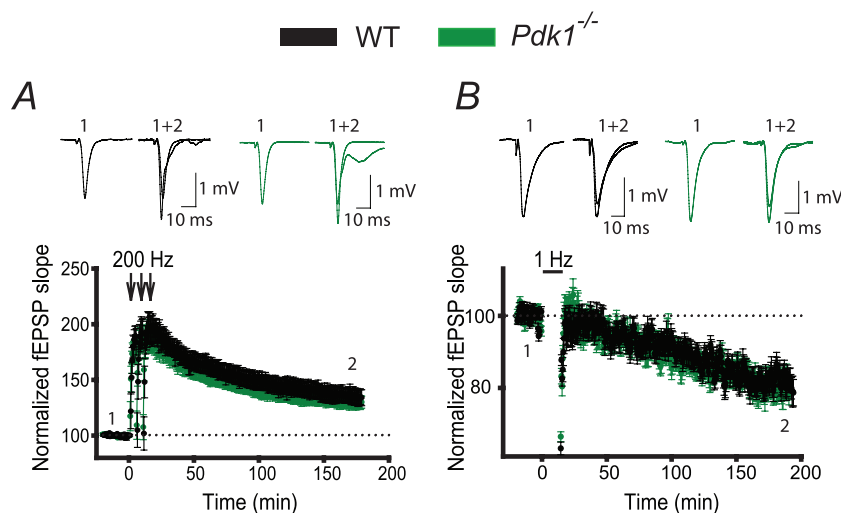 WT
Pdk1-/-
A
1
1+2
1
1+2
1 mV
10 ms
1 mV
10 ms
200 Hz
Normalized fEPSP slope
250
200
150
100
1
2
0
50
100
150
200
Time (min)
B
1
1+2
1
1+2
1 mV
10 ms
1 mV
10 ms
1 Hz
Normalized fEPSP slope
100
80
1
2
0
50
100
150
200
Time (min)